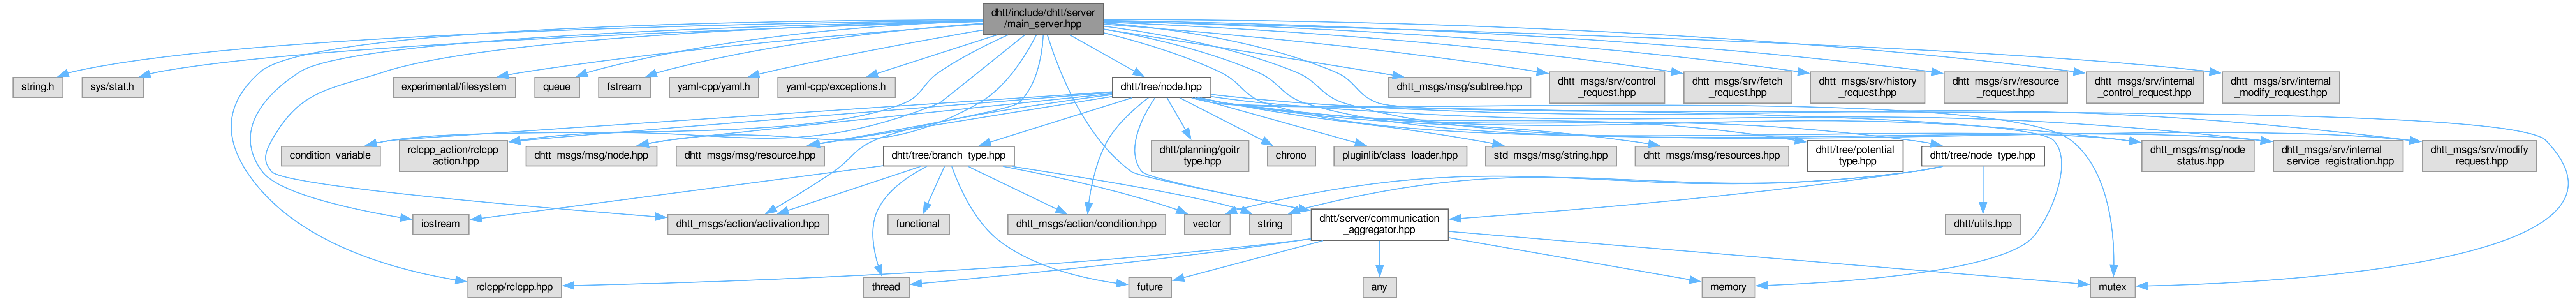 dhtt/include/dhtt/server
/main_server.hpp
string.h
sys/stat.h
experimental/filesystem
queue
fstream
yaml-cpp/yaml.h
yaml-cpp/exceptions.h
dhtt/tree/node.hpp
dhtt_msgs/msg/subtree.hpp
dhtt_msgs/srv/control
_request.hpp
dhtt_msgs/srv/fetch
_request.hpp
dhtt_msgs/srv/history
_request.hpp
dhtt_msgs/srv/resource
_request.hpp
dhtt_msgs/srv/internal
_control_request.hpp
dhtt_msgs/srv/internal
_modify_request.hpp
condition_variable
rclcpp_action/rclcpp
_action.hpp
dhtt_msgs/msg/node.hpp
dhtt_msgs/msg/resource.hpp
dhtt/tree/branch_type.hpp
dhtt/planning/goitr
_type.hpp
chrono
pluginlib/class_loader.hpp
std_msgs/msg/string.hpp
dhtt_msgs/msg/resources.hpp
dhtt/tree/potential
_type.hpp
dhtt/tree/node_type.hpp
dhtt_msgs/msg/node
_status.hpp
dhtt_msgs/srv/internal
_service_registration.hpp
dhtt_msgs/srv/modify
_request.hpp
iostream
dhtt_msgs/action/activation.hpp
functional
dhtt_msgs/action/condition.hpp
vector
string
dhtt/server/communication
_aggregator.hpp
dhtt/utils.hpp
rclcpp/rclcpp.hpp
thread
future
any
memory
mutex